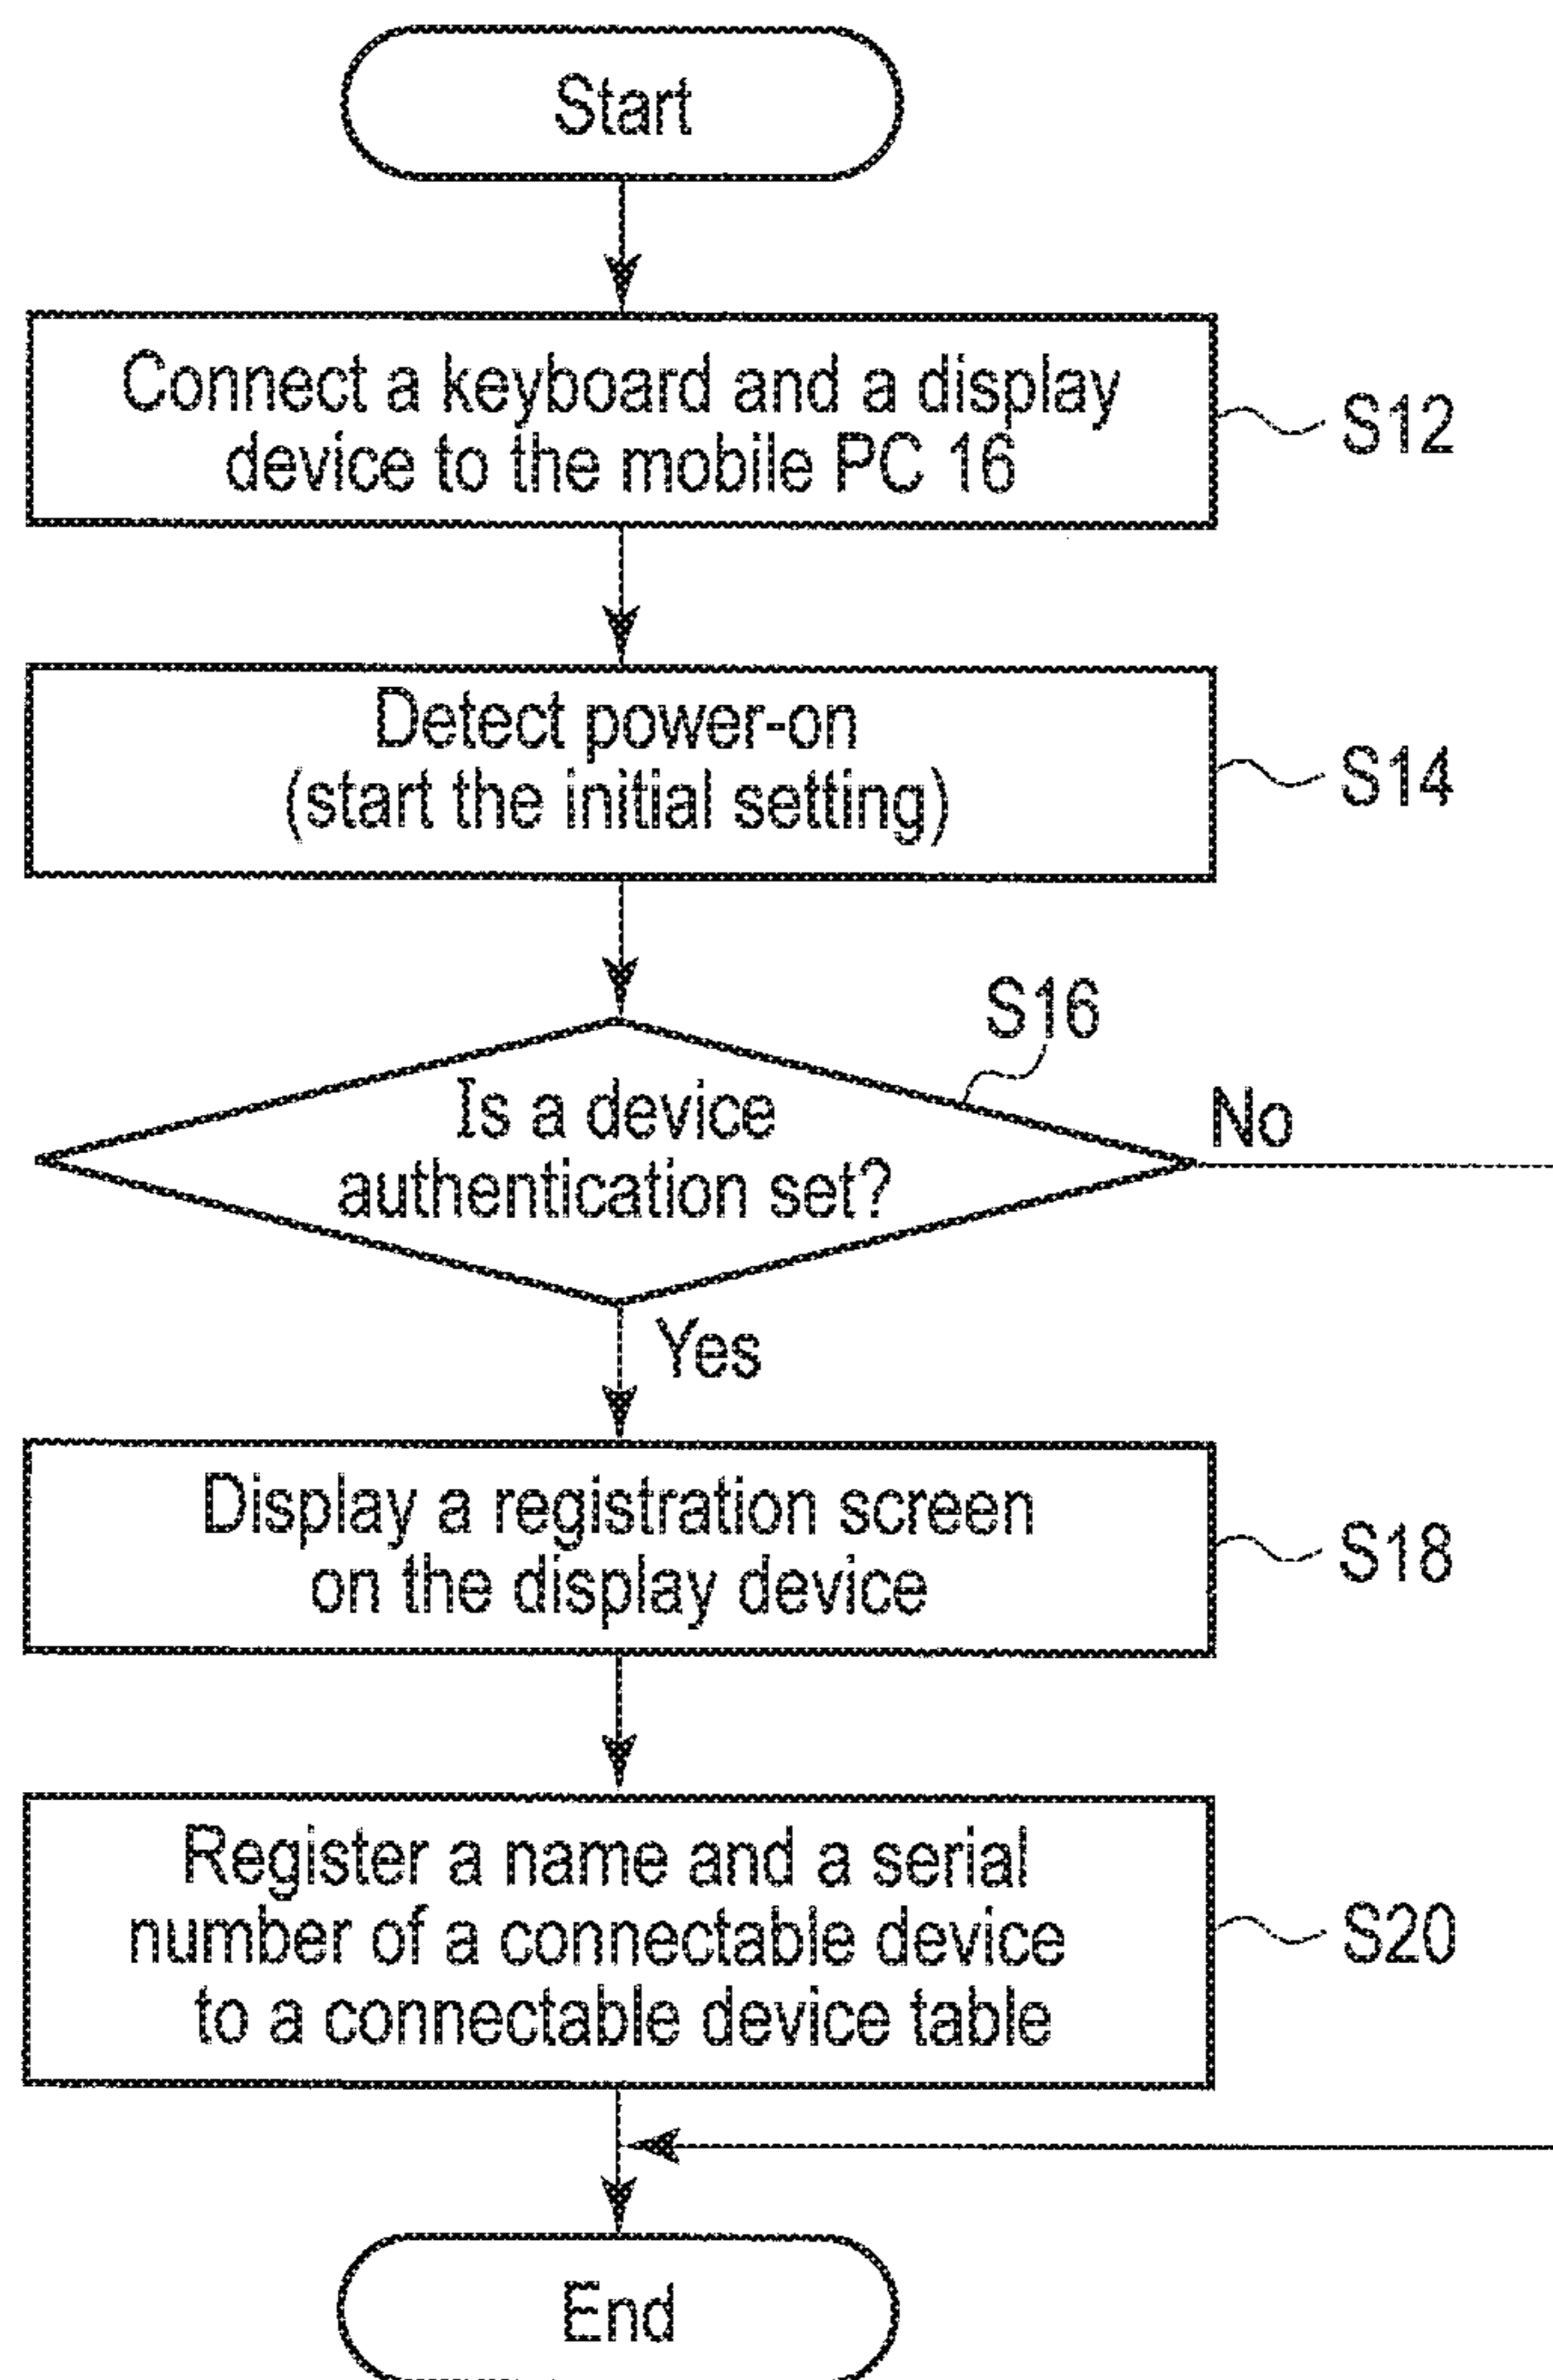 Start
Connect a keyboard and a display
device to the mobile PC 16
S12
Detect power-on
(start the initial setting)
S14
S16
Is a device
authentication set?
No
Yes
Display a registration screen
on the display device
S18
Register a name and a serial
number of a connectable device
to a connectable device table
S20
End